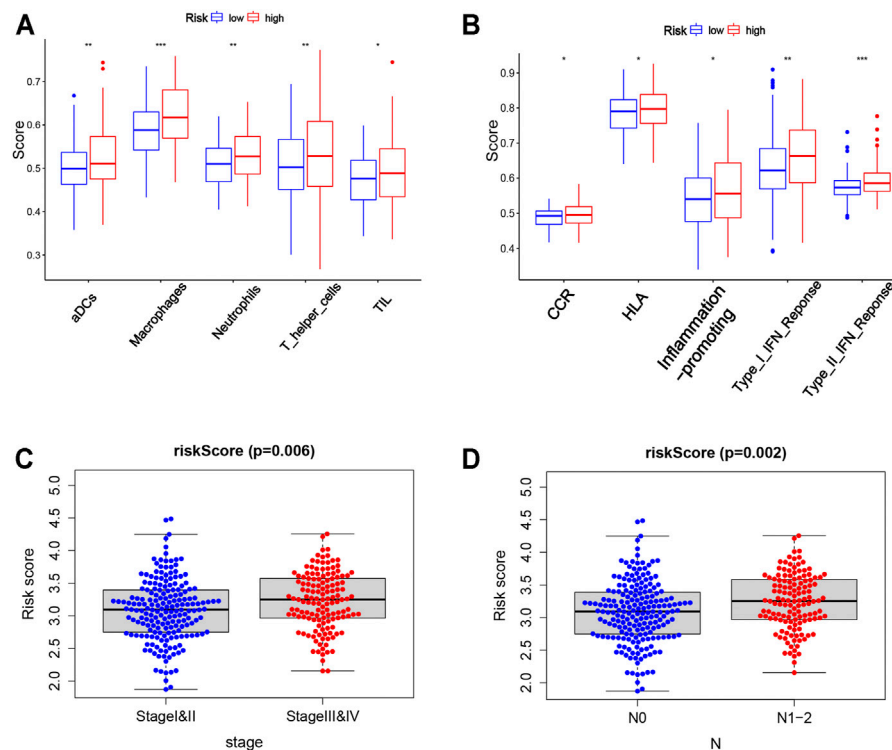 A
Risk low high
** *** ** ** *
Score
0.7
0.6
0.5
0.4
0.3
aDCs
Macrophages
Neutrophils
T_helper_cells
TIL
B
Risk low high
* * * ** ***
Score
0.9
0.8
0.7
0.6
0.5
0.4
CCR
HLA
Inflammation
-promoting
Type_I_IFN_Reponse
Type_II_IFN_Reponse
C
riskScore (p=0.006)
Risk score
5.0
4.5
4.0
3.5
3.0
2.5
2.0
StageI&II StageIII&IV
stage
D
riskScore (p=0.002)
Risk score
5.0
4.5
4.0
3.5
3.0
2.5
2.0
N0 N1−2
N